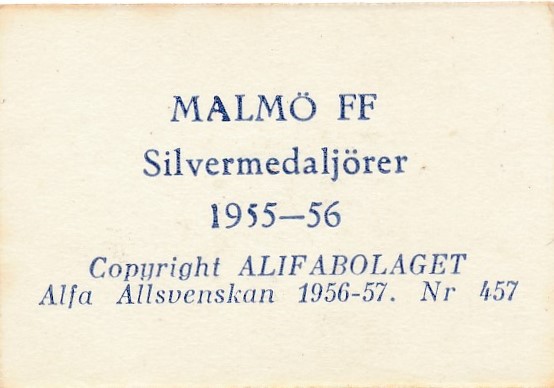 MALMÖ FF
Silvermedaljörer
1955—56
Copyright ALIFABOLAGET
Alfa Allsvenskan 1956-57. Nr 457